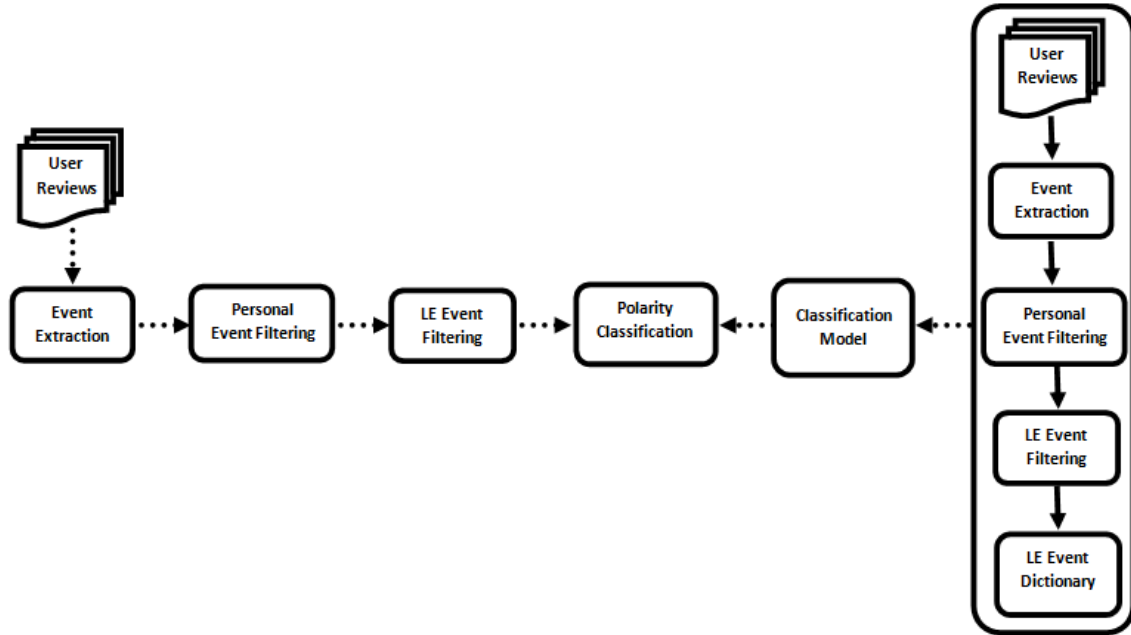 User
Reviews
Event
Extraction
Personal
Event Filtering
LE Event
Filtering
Polarity
Classification
Classification
Model
User
Reviews
Event
Extraction
Personal
Event Filtering
LE Event
Filtering
LE Event
Dictionary